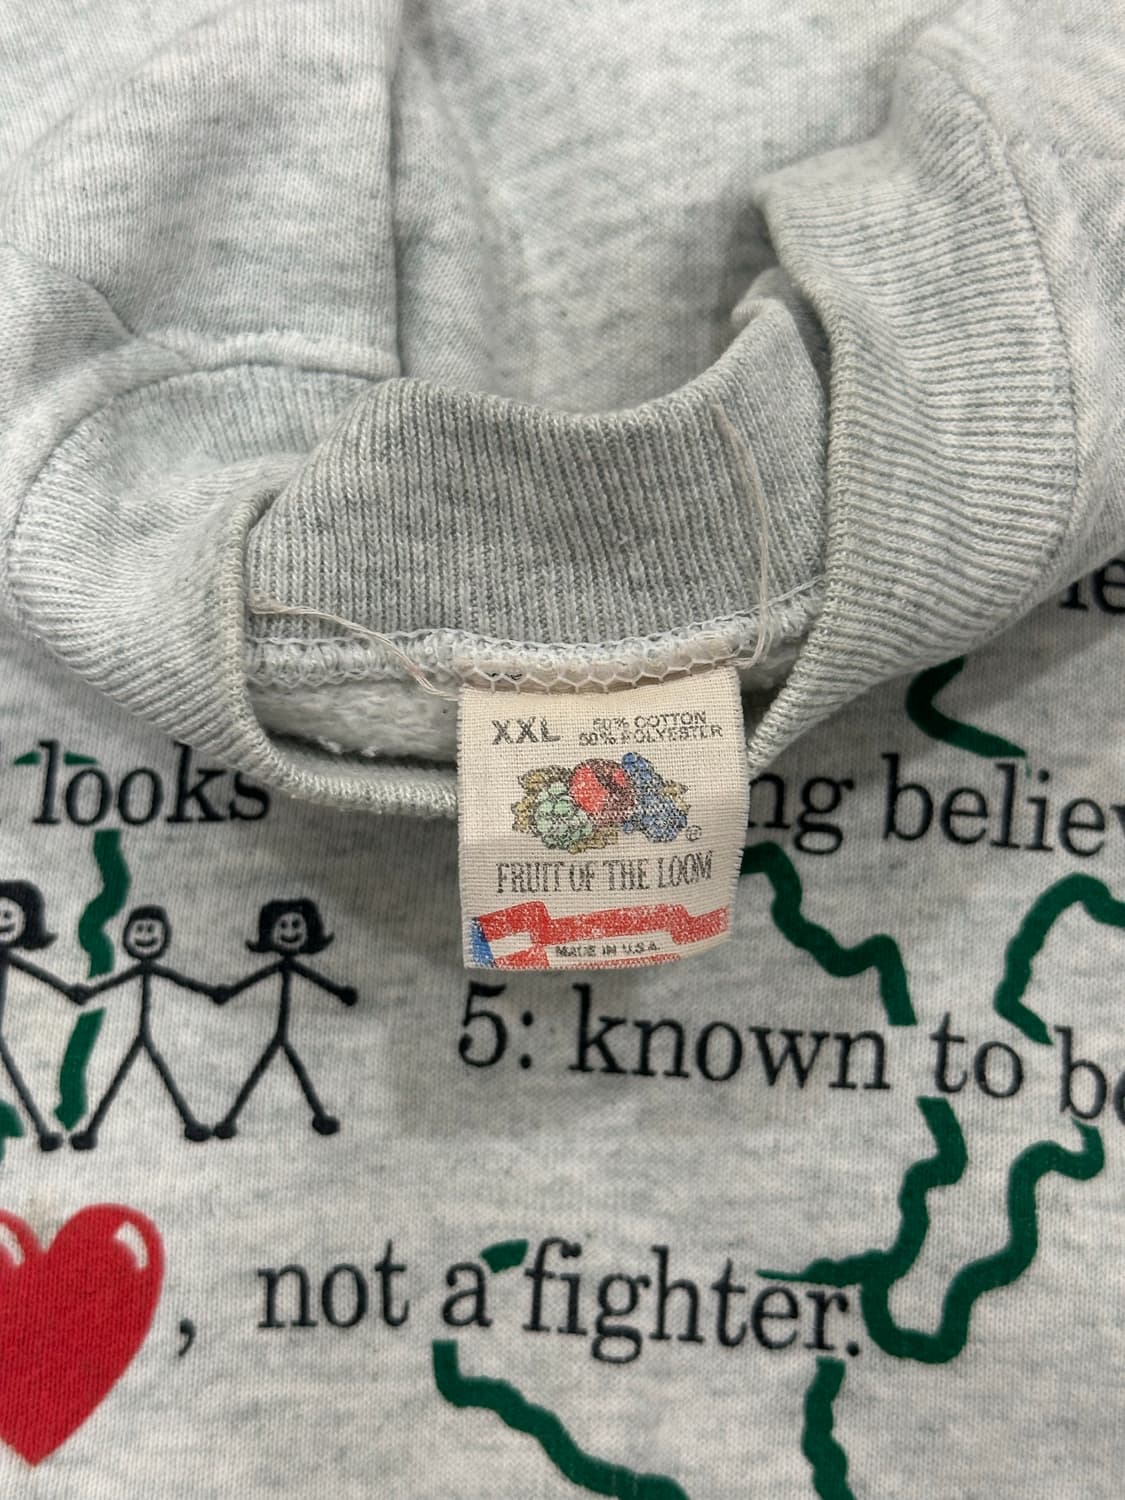 XXL 50% COTTON
50% POLYESTER
FRUIT OF THE LOOM
MADE IN U.S.A.
looks
ng believ
5: known to be
, not a fighter.